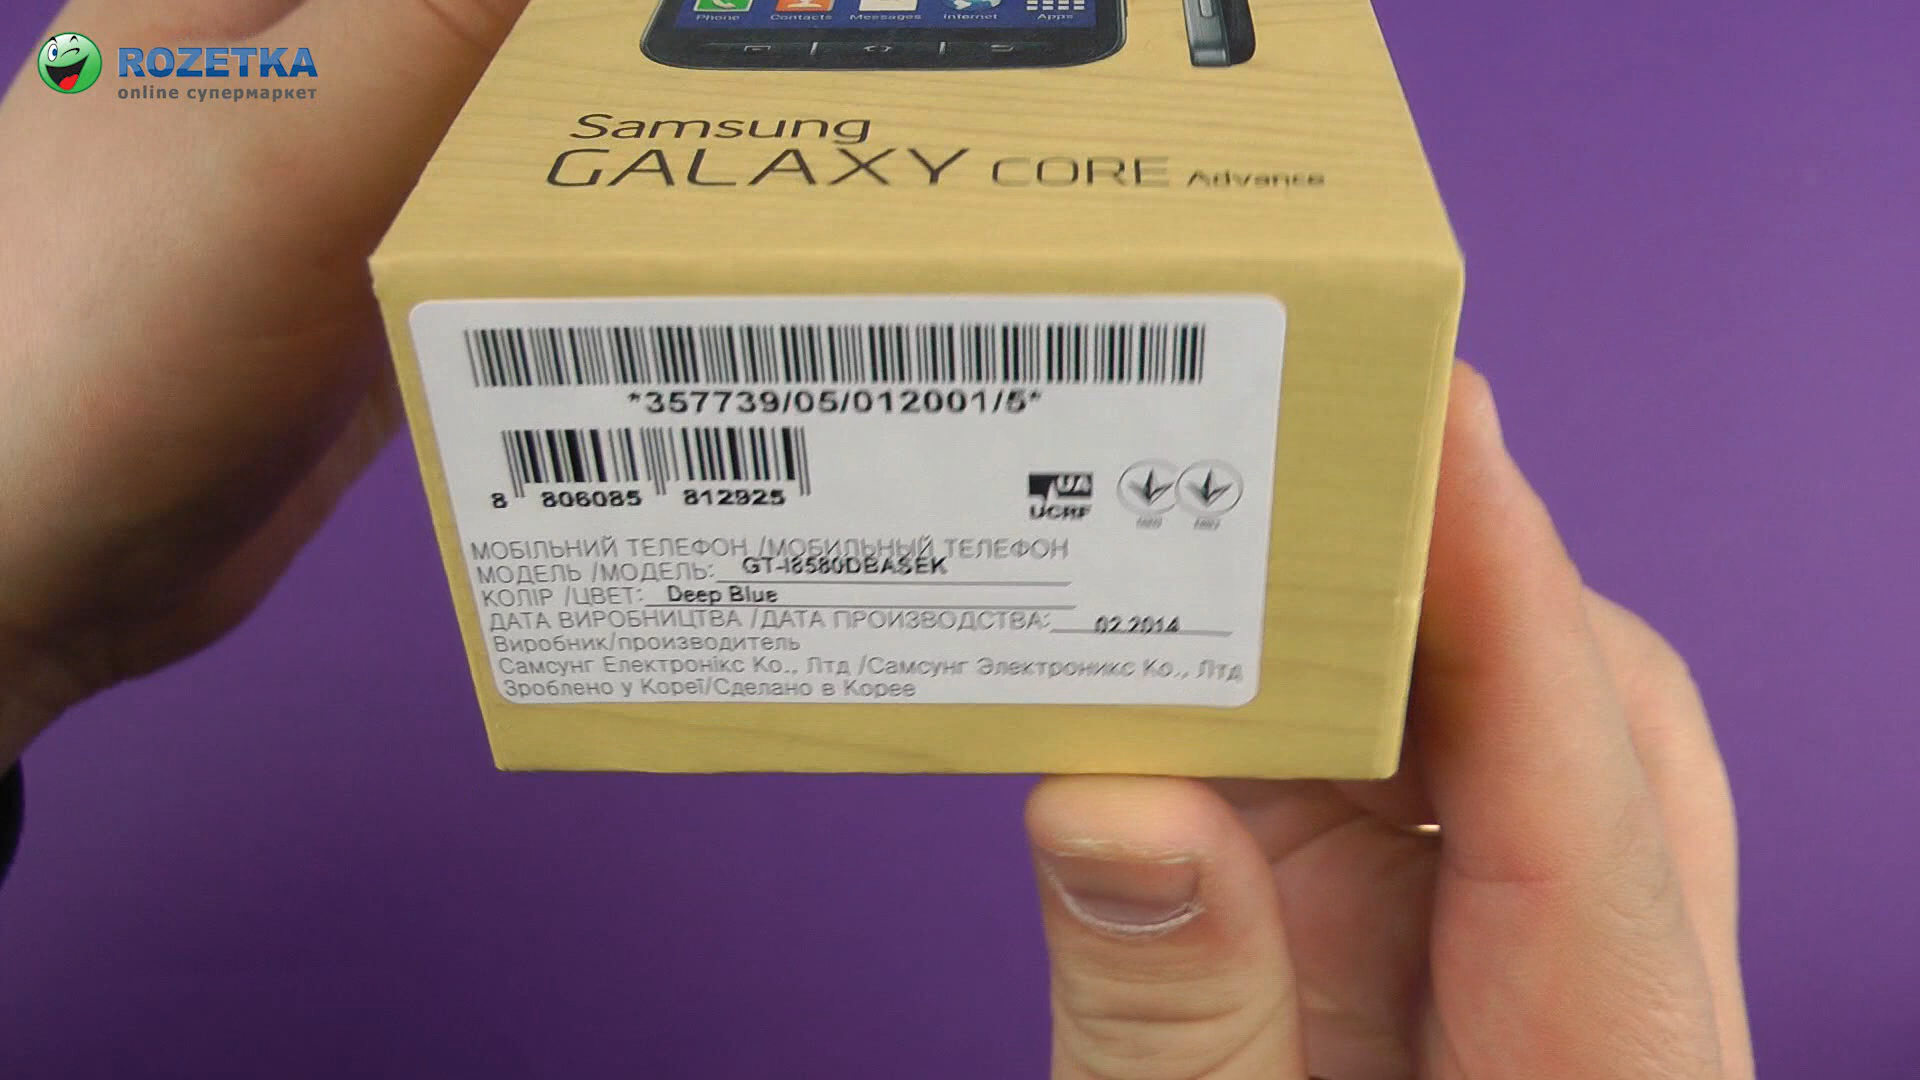 ROZETKA
online супермаркет
Phone Contacts Messages Internet Apps
Samsung
GALAXY CORE Advance
*357739/05/012001/5*
8 806085 812925
UA
UCRF
МОБІЛЬНИЙ ТЕЛЕФОН /МОБИЛЬНЫЙ ТЕЛЕФОН
МОДЕЛЬ /МОДЕЛЬ: GT-I8580DBASEK
КОЛІР /ЦВЕТ: Deep Blue
ДАТА ВИРОБНИЦТВА /ДАТА ПРОИЗВОДСТВА: 02.2014
Виробник/производитель
Самсунг Електронікс Ко., Лтд /Самсунг Электроникс Ко., Лтд
Зроблено у Кореї/Сделано в Корее